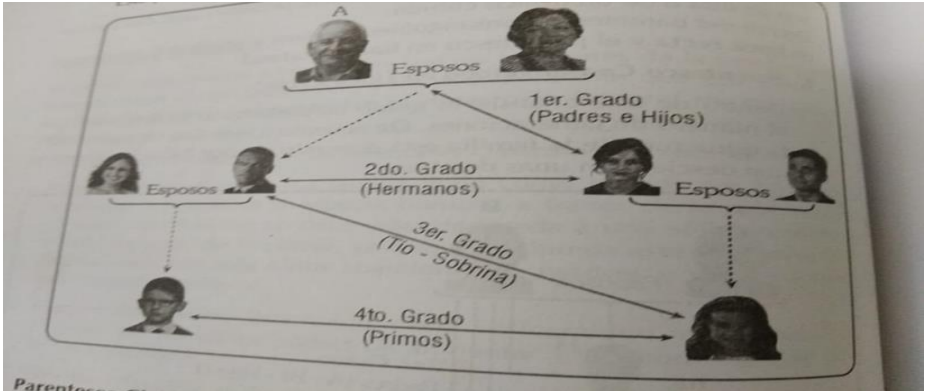 A
Esposos
1er. Grado
(Padres e Hijos)
2do. Grado
(Hermanos)
Esposos
Esposos
3er. Grado
(Tío - Sobrina)
4to. Grado
(Primos)